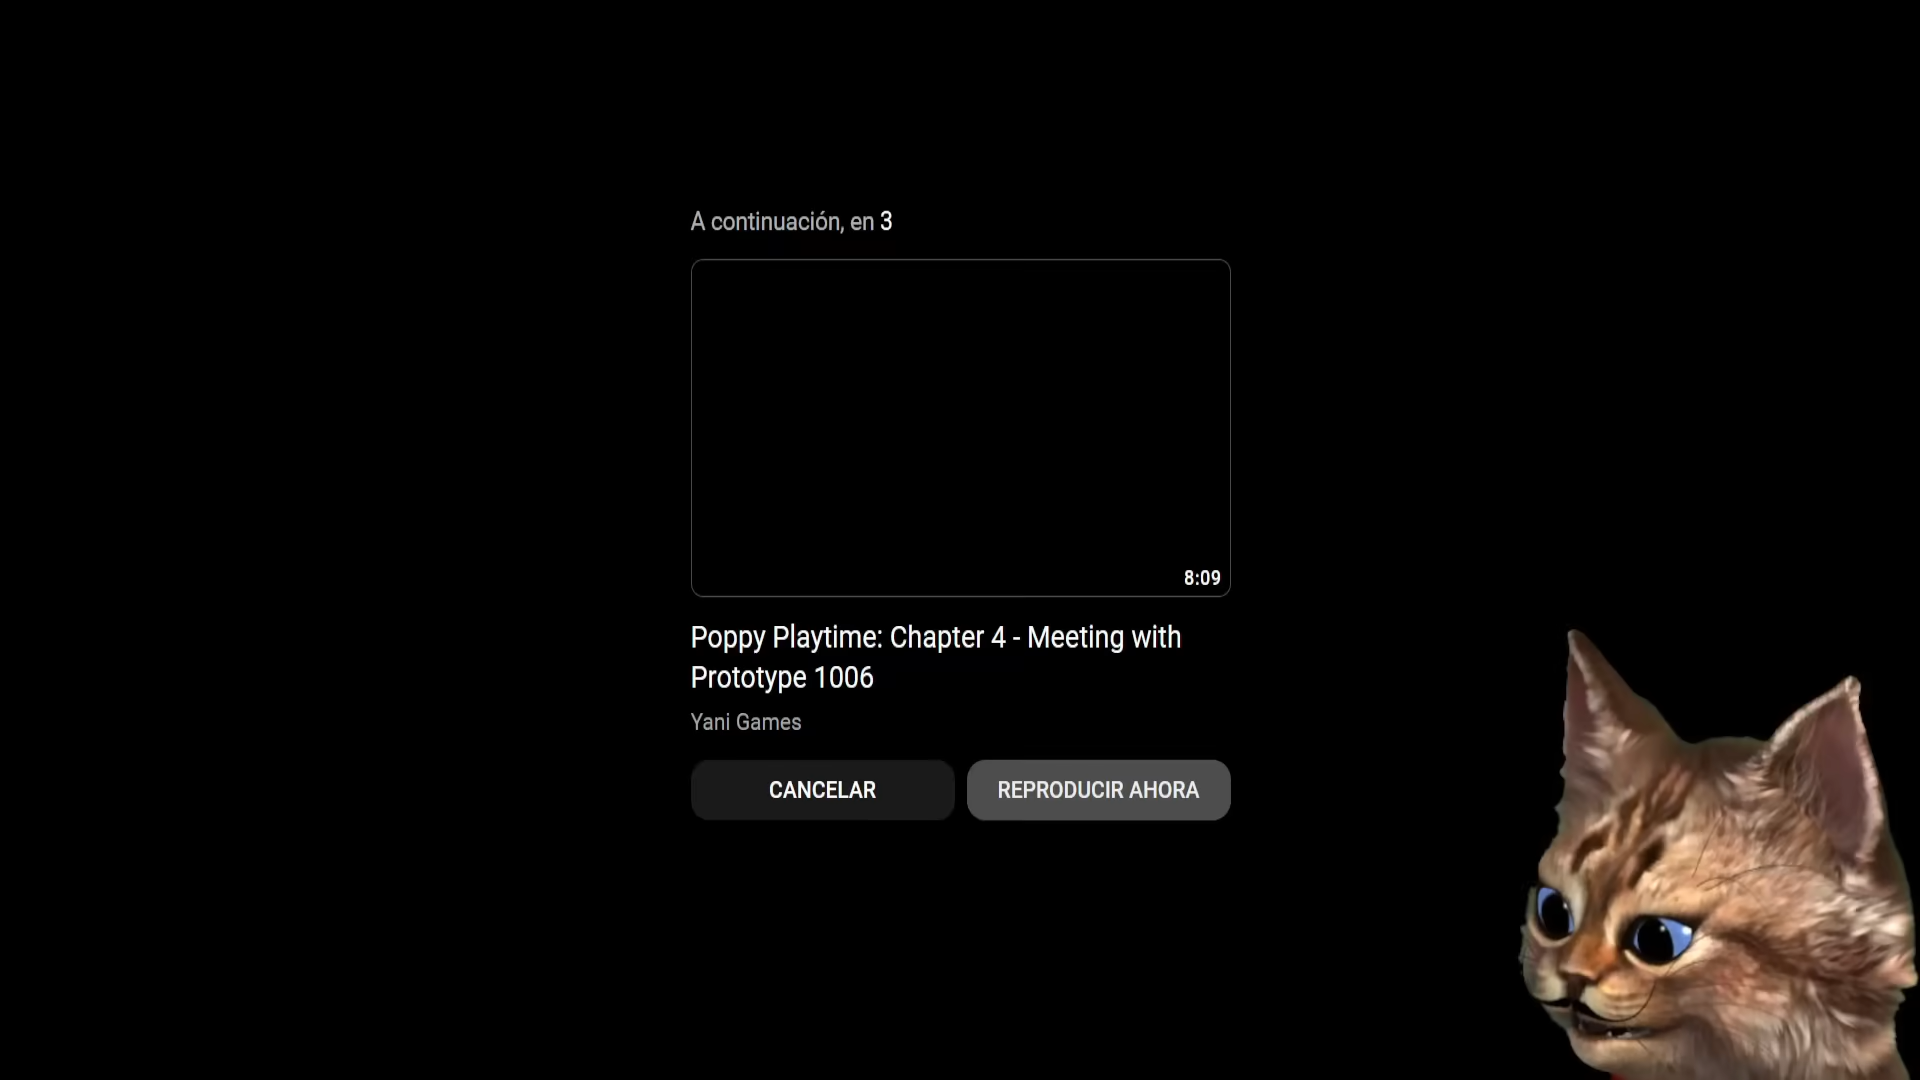 A continuación, en 3
8:09
Poppy Playtime: Chapter 4 - Meeting with
Prototype 1006
Yani Games
CANCELAR
REPRODUCIR AHORA